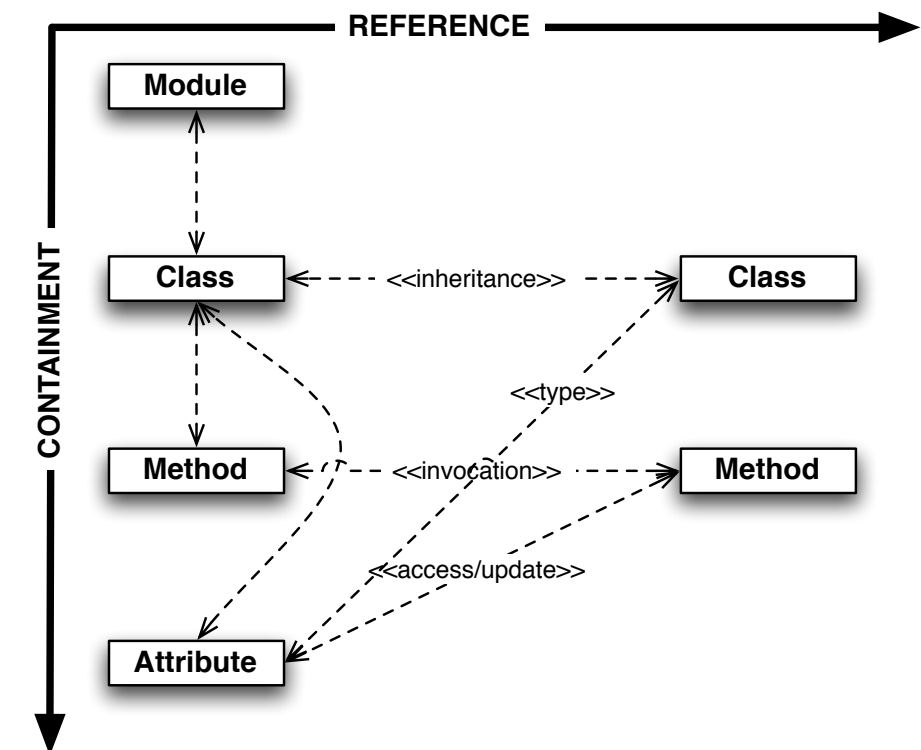 REFERENCE
Module
CONTAINMENT
Class
<<inheritance>>
Class
<<type>>
Method
<<invocation>>
Method
<<access/update>>
Attribute